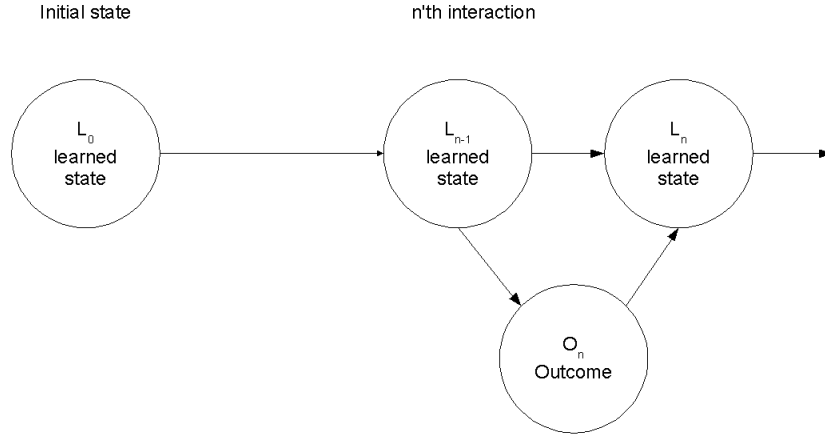 Initial state
n'th interaction
L0
learned
state
Ln-1
learned
state
Ln
learned
state
On
Outcome